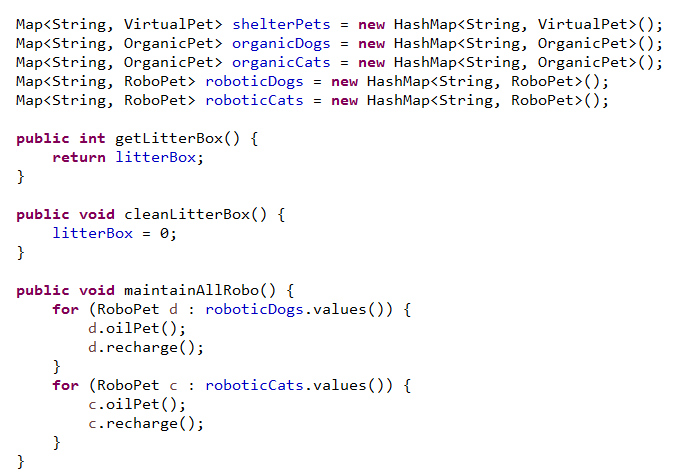 Map<String, VirtualPet> shelterPets = new HashMap<String, VirtualPet>();
Map<String, OrganicPet> organicDogs = new HashMap<String, OrganicPet>();
Map<String, OrganicPet> organicCats = new HashMap<String, OrganicPet>();
Map<String, RoboPet> roboticDogs = new HashMap<String, RoboPet>();
Map<String, RoboPet> roboticCats = new HashMap<String, RoboPet>();

public int getLitterBox() {
    return litterBox;
}

public void cleanLitterBox() {
    litterBox = 0;
}

public void maintainAllRobo() {
    for (RoboPet d : roboticDogs.values()) {
        d.oilPet();
        d.recharge();
    }
    for (RoboPet c : roboticCats.values()) {
        c.oilPet();
        c.recharge();
    }
}